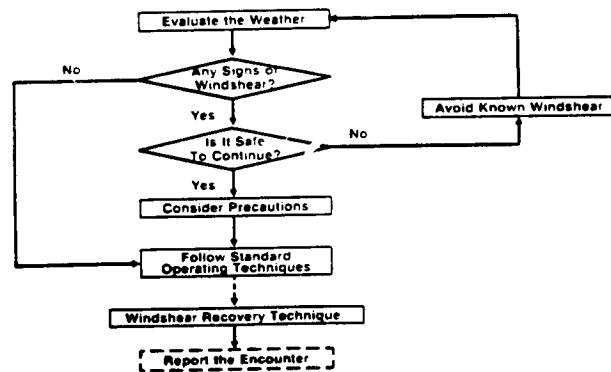 Evaluate the Weather
No
Any Signs of
Windshear?
Avoid Known Windshear
Yes
No
Is It Safe
To Continue?
Yes
Consider Precautions
Follow Standard
Operating Techniques
Windshear Recovery Technique
Report the Encounter